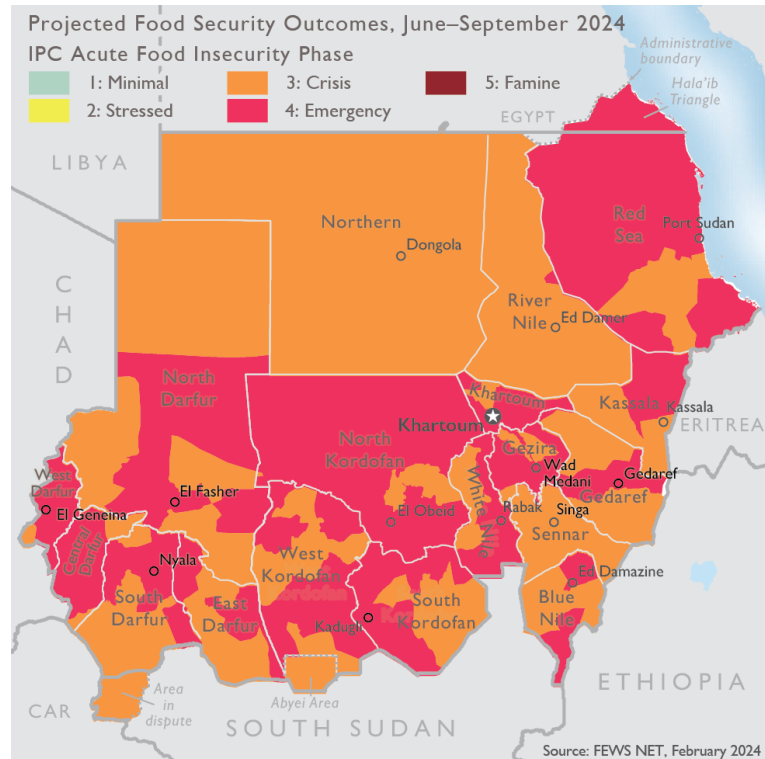 Projected Food Security Outcomes, June–September 2024
IPC Acute Food Insecurity Phase
1: Minimal
3: Crisis
5: Famine
2: Stressed
4: Emergency
Administrative
boundary
Hala'ib
Triangle
EGYPT
LIBYA
CHAD
Northern
Dongola
Red
Sea
Port Sudan
River
Nile
Ed Damer
North
Darfur
Khartoum
Khartoum
Kassala
Kassala
ERITREA
North
Kordofan
Gezira
Wad
Medani
Gedaref
Gedaref
West
Darfur
El Geneina
El Fasher
El Obeid
White Nile
Rabak
Singa
Sennar
Central
Darfur
Nyala
West
Kordofan
Ed Damazine
Blue
Nile
South
Darfur
East
Darfur
Kadugli
South
Kordofan
Area
in
dispute
Abyei Area
CAR
SOUTH SUDAN
ETHIOPIA
Source: FEWS NET, February 2024